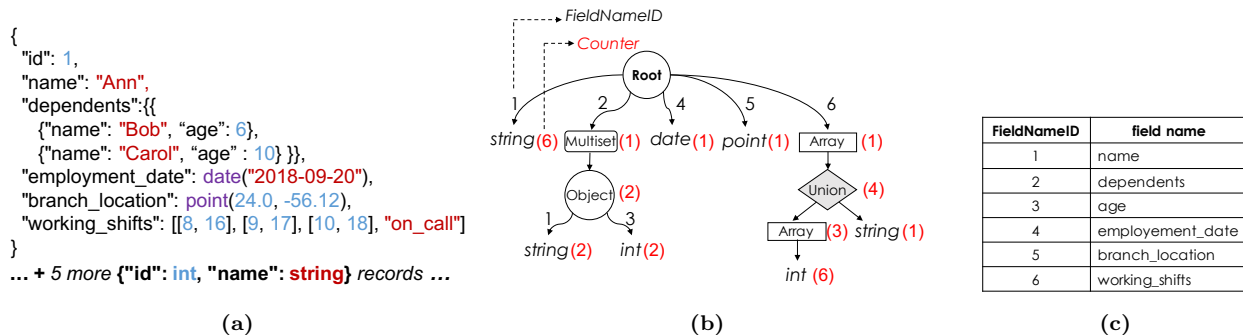 {
"id": 1,
"name": "Ann",
"dependents":{{
{"name": "Bob", “age”: 6},
{"name": "Carol", “age” : 10} }},
"employment_date": date("2018-09-20"),
"branch_location": point(24.0, -56.12),
"working_shifts": [[8, 16], [9, 17], [10, 18], "on_call"]
}
... + 5 more {"id": int, "name": string} records ...
(a)
FieldNameID
Counter
Root
1 2 4 5 6
string(6) Multiset (1) date(1) point(1) Array (1)
Object (2) Union (4)
1 3 Array (3) string(1)
string(2) int(2)
int (6)
(b)
FieldNameID field name
1 name
2 dependents
3 age
4 employement_date
5 branch_location
6 working_shifts
(c)